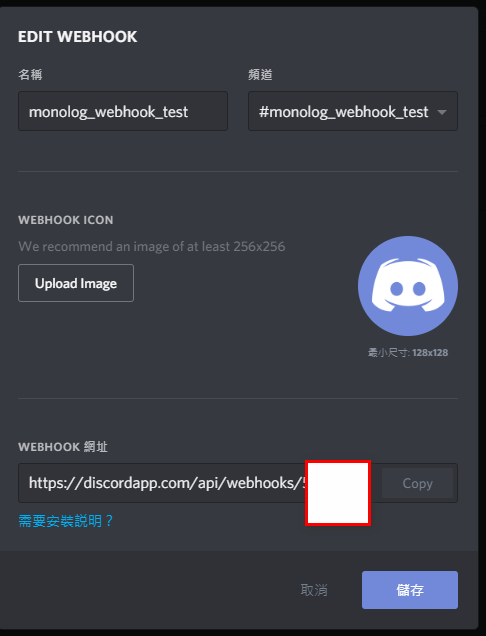 EDIT WEBHOOK
名稱 頻道
monolog_webhook_test #monolog_webhook_test
WEBHOOK ICON
We recommend an image of at least 256x256
Upload Image
最小尺寸: 128x128
WEBHOOK 網址
https://discordapp.com/api/webhooks/5 Copy
需要安裝説明？
取消 儲存